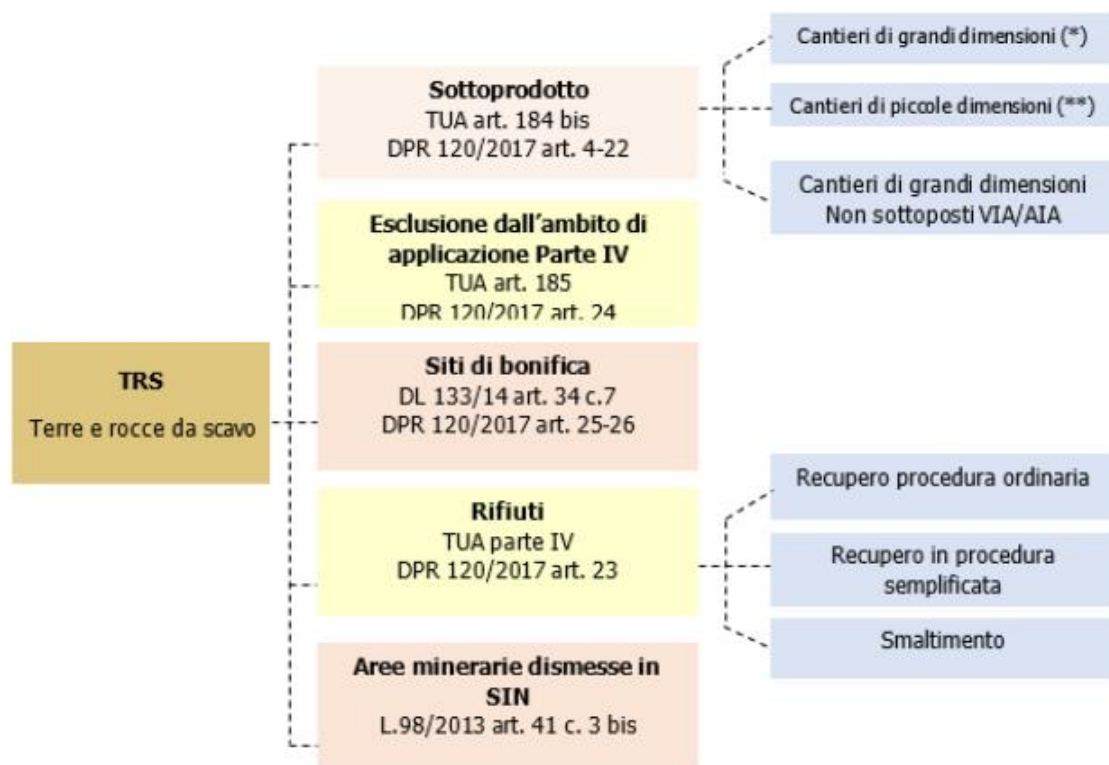 TRS
Terre e rocce da scavo
Sottoprodotto
TUA art. 184 bis
DPR 120/2017 art. 4-22
Cantieri di grandi dimensioni (*)
Cantieri di piccole dimensioni (**)
Cantieri di grandi dimensioni
Non sottoposti VIA/AIA
Esclusione dall´ambito di
applicazione Parte IV
TUA art. 185
DPR 120/2017 art. 24
Siti di bonifica
DL 133/14 art. 34 c.7
DPR 120/2017 art. 25-26
Rifiuti
TUA parte IV
DPR 120/2017 art. 23
Recupero procedura ordinaria
Recupero in procedura
semplificata
Smaltimento
Aree minerarie dismesse in
SIN
L.98/2013 art. 41 c. 3 bis